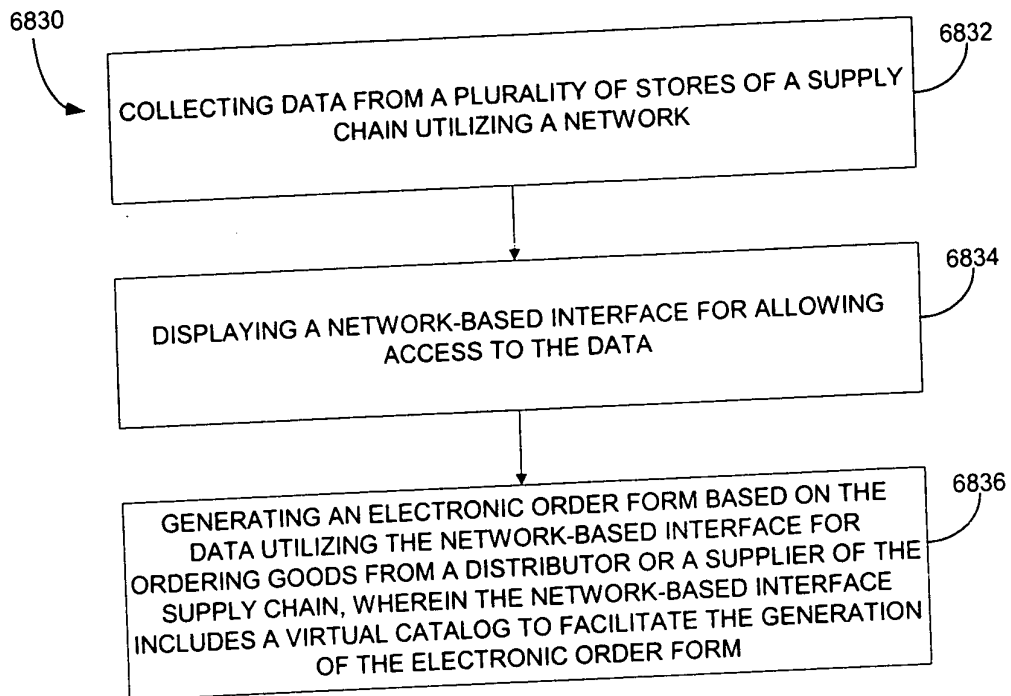 6830
6832
COLLECTING DATA FROM A PLURALITY OF STORES OF A SUPPLY
CHAIN UTILIZING A NETWORK
6834
DISPLAYING A NETWORK-BASED INTERFACE FOR ALLOWING
ACCESS TO THE DATA
6836
GENERATING AN ELECTRONIC ORDER FORM BASED ON THE
DATA UTILIZING THE NETWORK-BASED INTERFACE FOR
ORDERING GOODS FROM A DISTRIBUTOR OR A SUPPLIER OF THE
SUPPLY CHAIN, WHEREIN THE NETWORK-BASED INTERFACE
INCLUDES A VIRTUAL CATALOG TO FACILITATE THE GENERATION
OF THE ELECTRONIC ORDER FORM